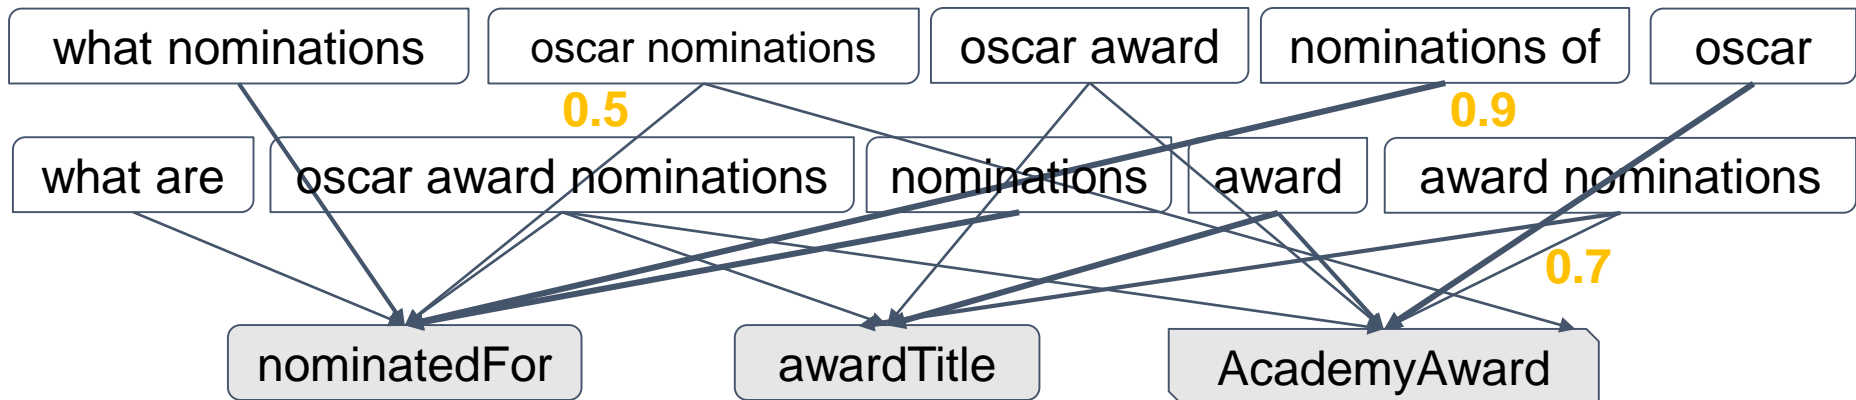 what nominations oscar nominations oscar award nominations of oscar
0.5 0.9
what are oscar award nominations nominations award award nominations
0.7
nominatedFor awardTitle AcademyAward